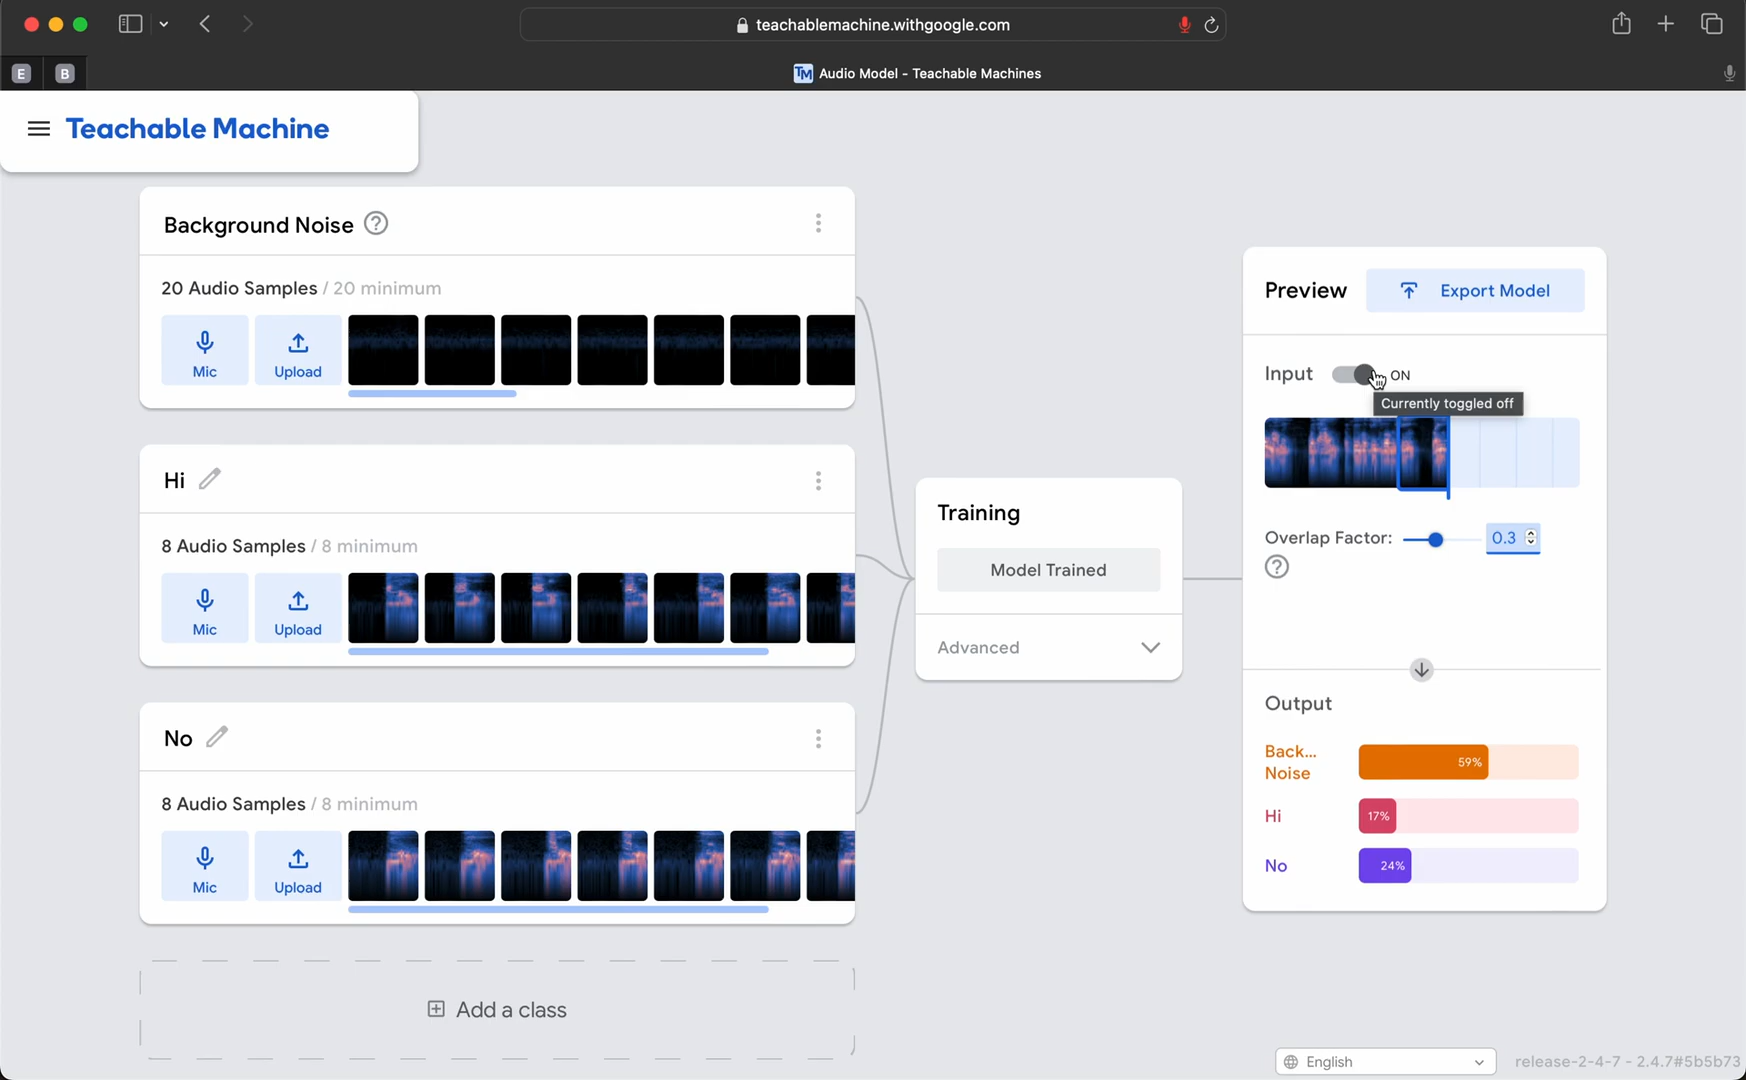 teachablemachine.withgoogle.com
E
B
TM Audio Model - Teachable Machines
Teachable Machine
Background Noise ?
20 Audio Samples / 20 minimum
Mic
Upload
Hi
8 Audio Samples / 8 minimum
Mic
Upload
No
8 Audio Samples / 8 minimum
Mic
Upload
Add a class
Training
Model Trained
Advanced
Preview
Export Model
Input
ON
Currently toggled off
Overlap Factor: 0.3
?
Output
Back...
Noise
59%
Hi
17%
No
24%
English
release-2-4-7 - 2.4.7#5b5b73